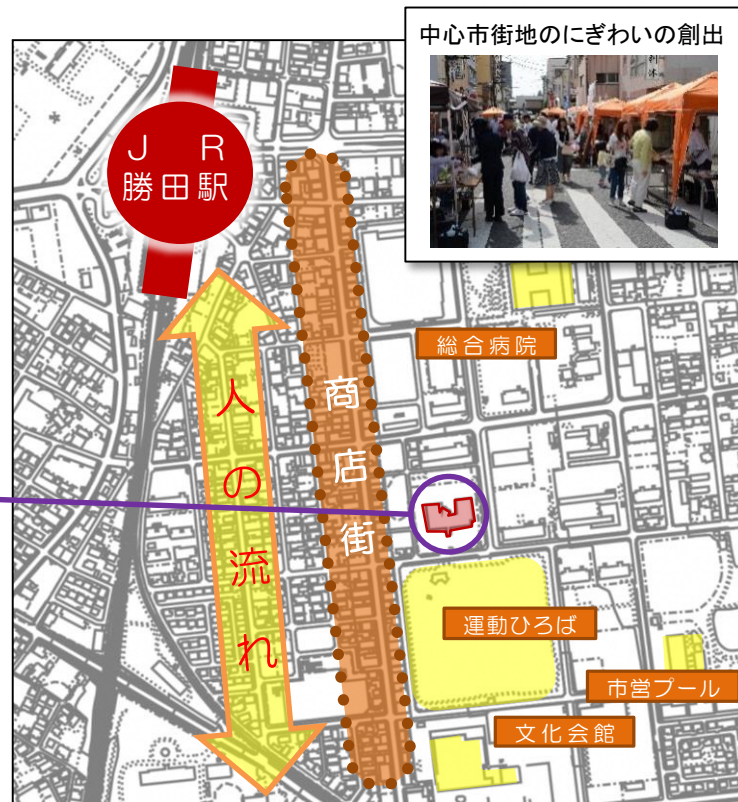 中心市街地のにぎわいの創出
JR
勝田駅
総合病院
人の流れ
商店街
運動ひろば
市営プール
文化会館